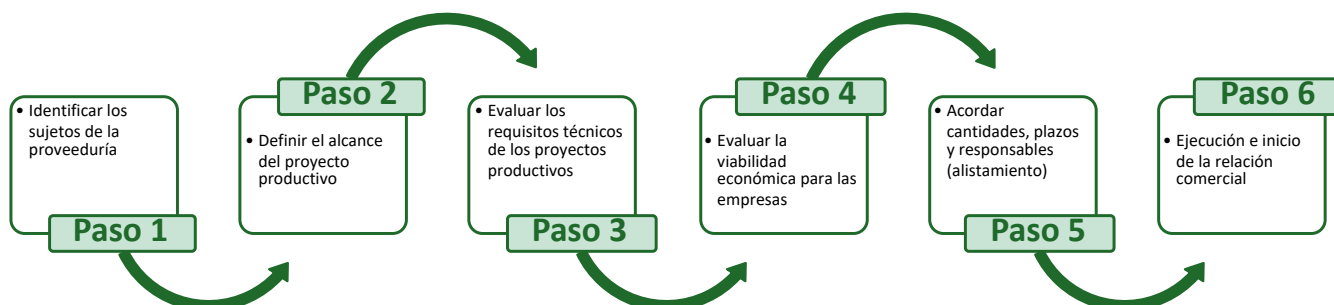 • Identificar los
sujetos de la
proveeduría
Paso 1
Paso 2
• Definir el alcance
del proyecto
productivo
• Evaluar los
requisitos técnicos
de los proyectos
productivos
Paso 3
Paso 4
• Evaluar la
viabilidad
económica para las
empresas
• Acordar
cantidades, plazos
y responsables
(alistamiento)
Paso 5
Paso 6
• Ejecución e inicio
de la relación
comercial